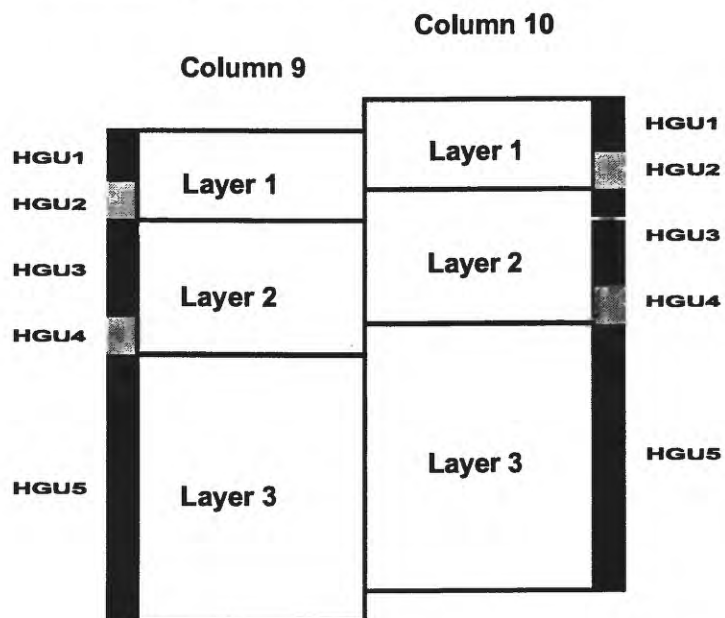 Column 10
Column 9
HGU1
HGU2
HGU3
HGU4
HGU5
Layer 1
Layer 2
Layer 3
Layer 1
Layer 2
Layer 3
HGU1
HGU2
HGU3
HGU4
HGU5